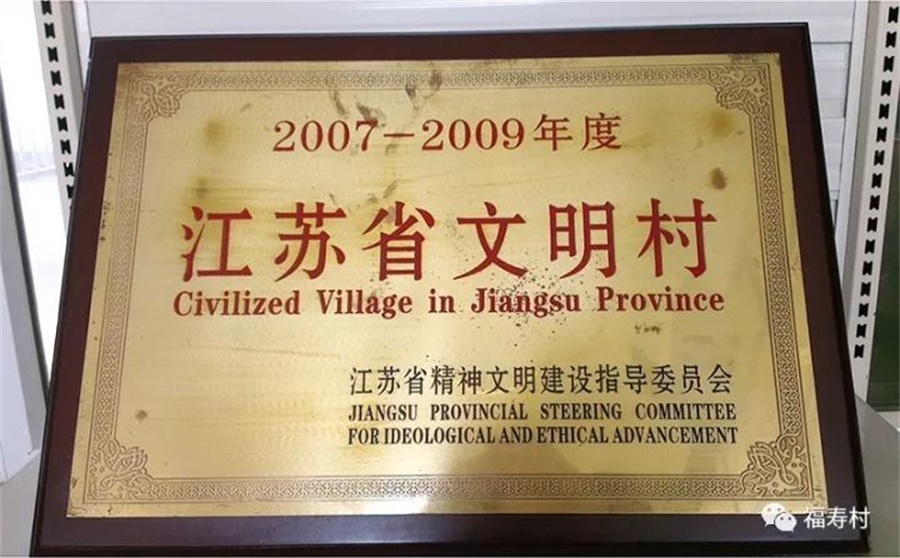 2007－2009年度
江苏省文明村
Civilized Village in Jiangsu Province
江苏省精神文明建设指导委员会
JIANGSU PROVINCIAL STEERING COMMITTEE
FOR IDEOLOGICAL AND ETHICAL ADVANCEMENT
福寿村